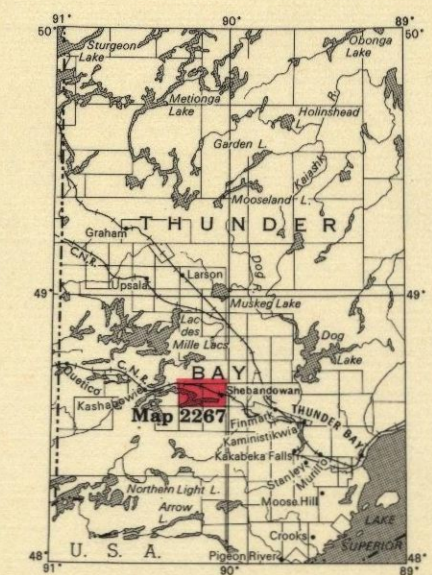 91° 90° 89°
50° 50°
Sturgeon
Lake
Obonga
Lake
Metionga
Lake
Holinshead
L.
R.
Garden L.
Kaiashk
Mooseland L.
THUNDER
Graham
C.N.R.
Dog R.
Larson
Upsala
49° 49°
Muskeg Lake
Lac
des
Mille Lacs
Dog
Lake
BAY
Quetico
C.N.R.
Shebandowan
Kashabowie
Map 2267
Finmark
THUNDER BAY
Kaministikwia
Kakabeka Falls
Stanley
Murillo
Northern Light L.
Moose Hill
Arrow
L.
LAKE
SUPERIOR
Crooks
48° U. S. A. Pigeon River 48°
91° 90° 89°